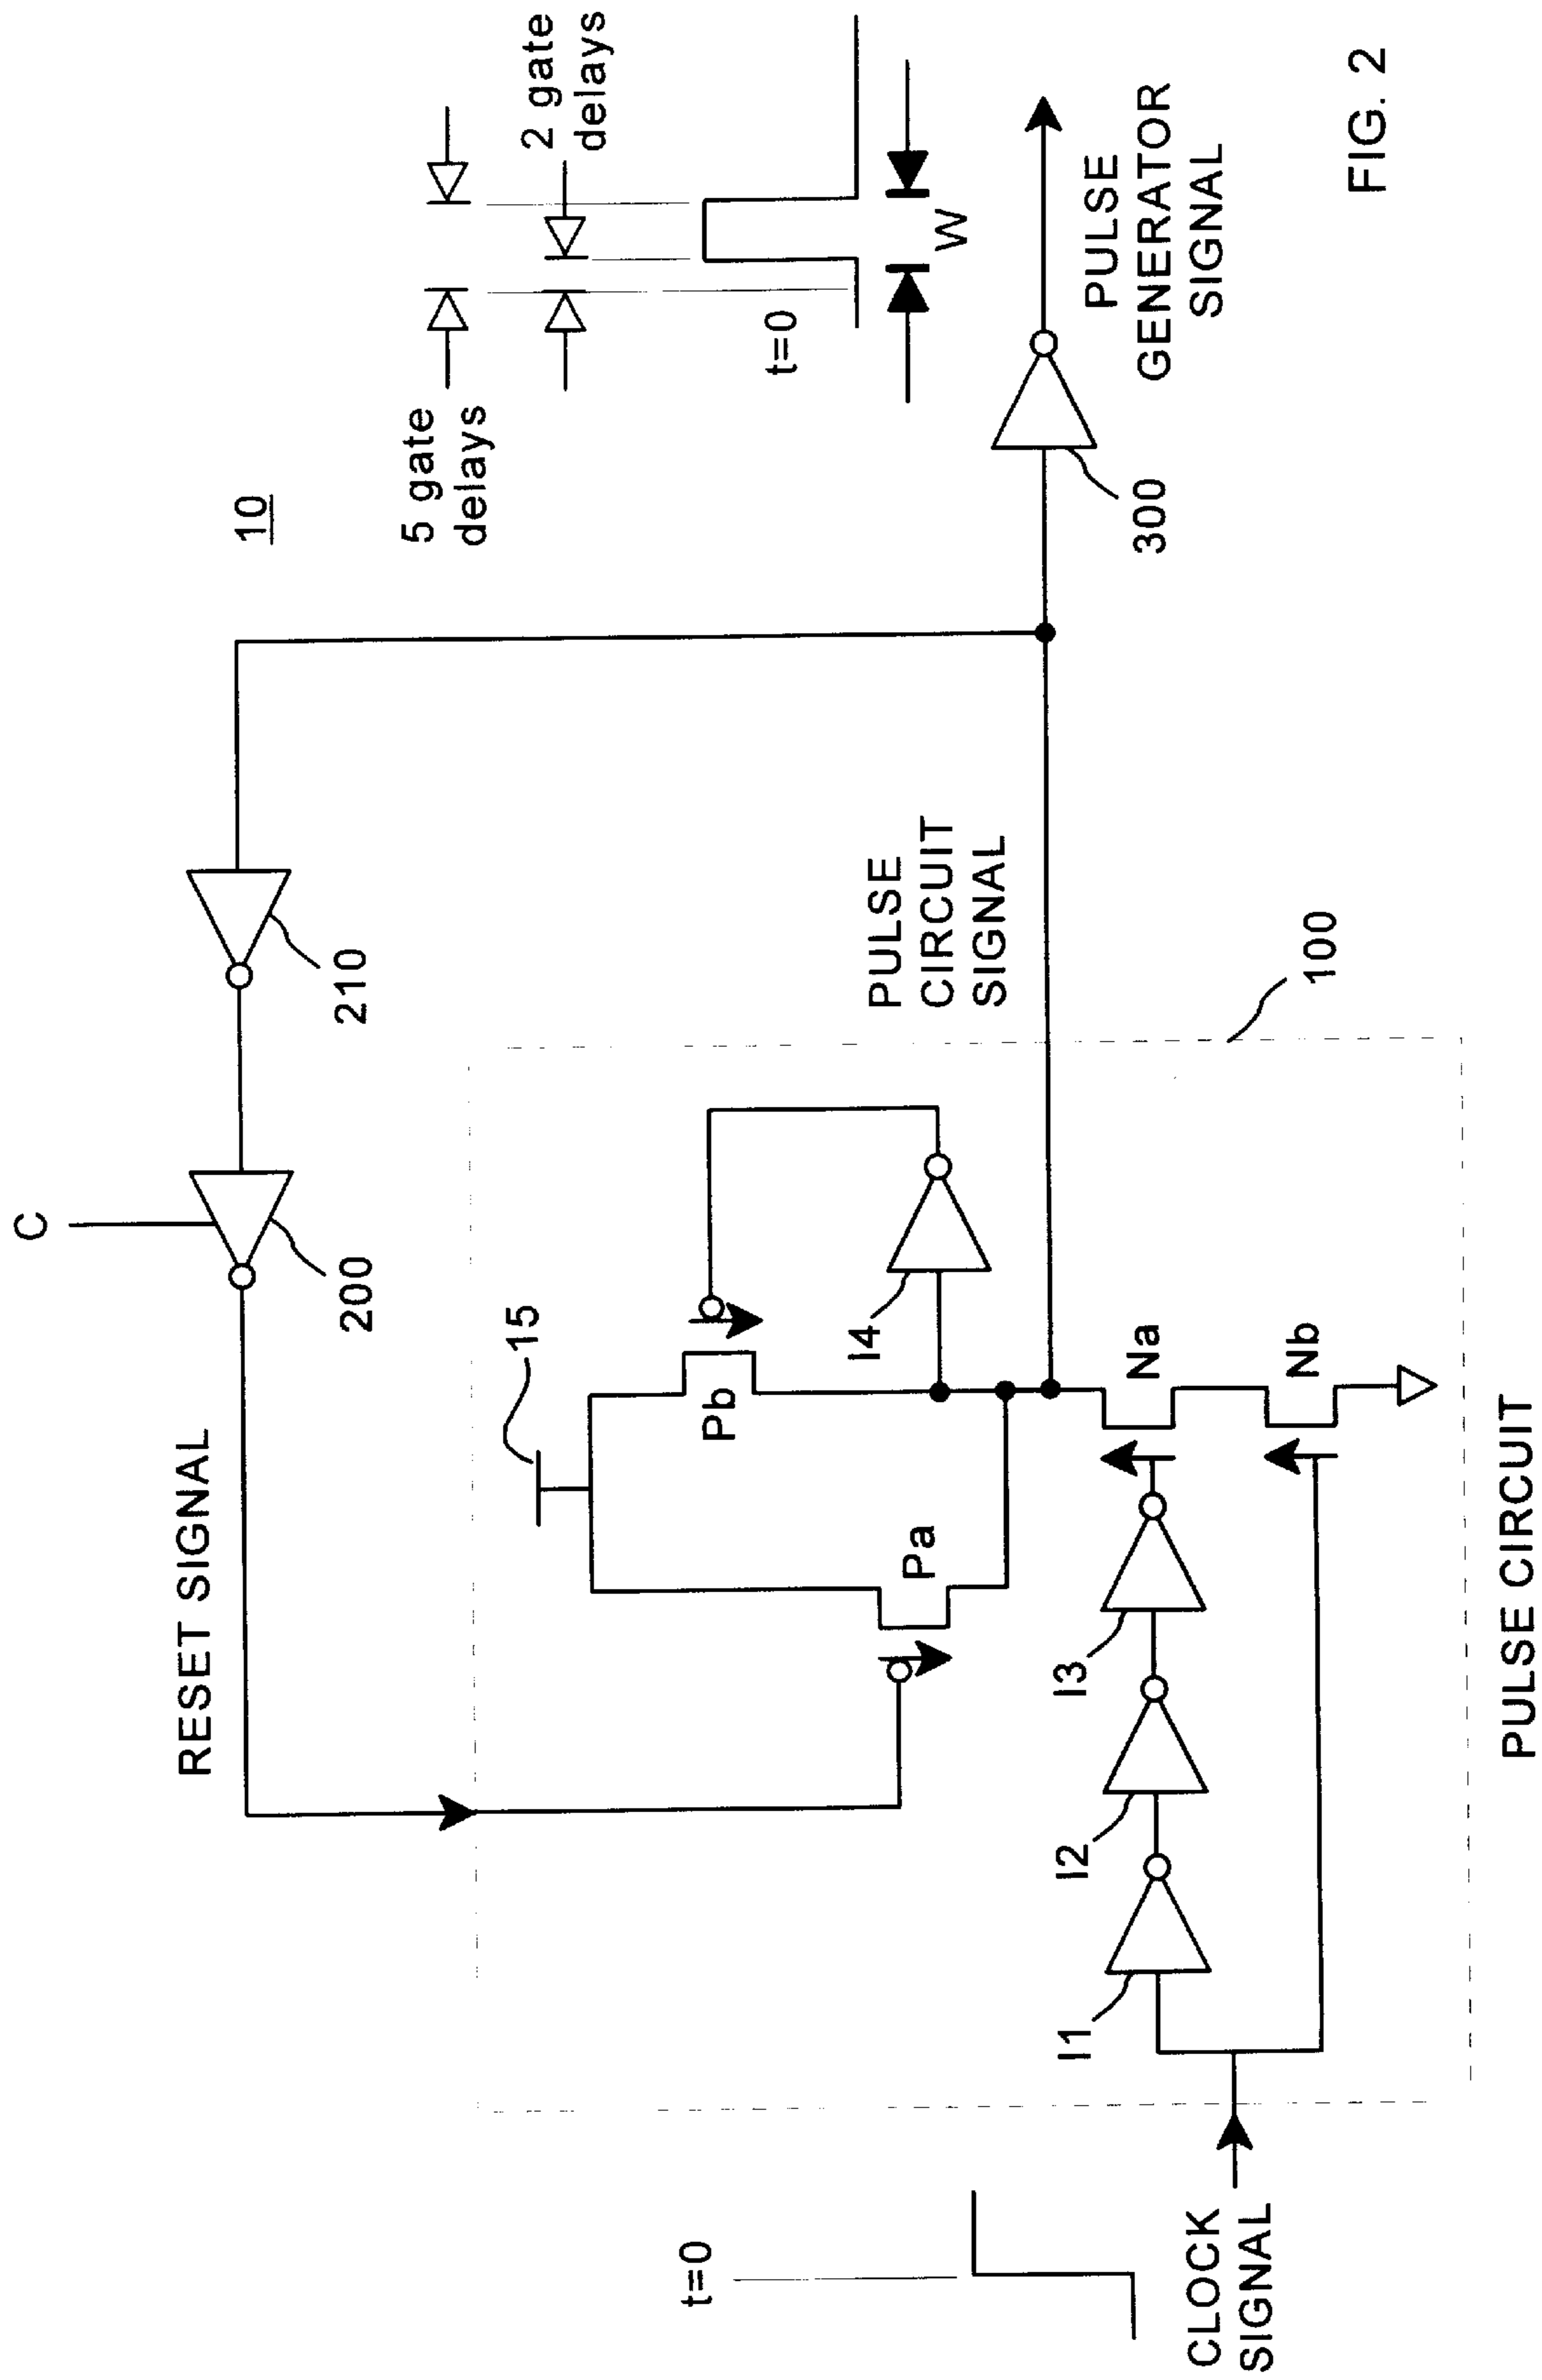 C
200
210
10
5 gate
delays
2 gate
delays
t=0
W
RESET SIGNAL
15
Pb
Pa
I4
PULSE
CIRCUIT
SIGNAL
300
PULSE
GENERATOR
SIGNAL
t=0
CLOCK
SIGNAL
I1
I2
I3
Na
Nb
100
PULSE CIRCUIT
FIG. 2